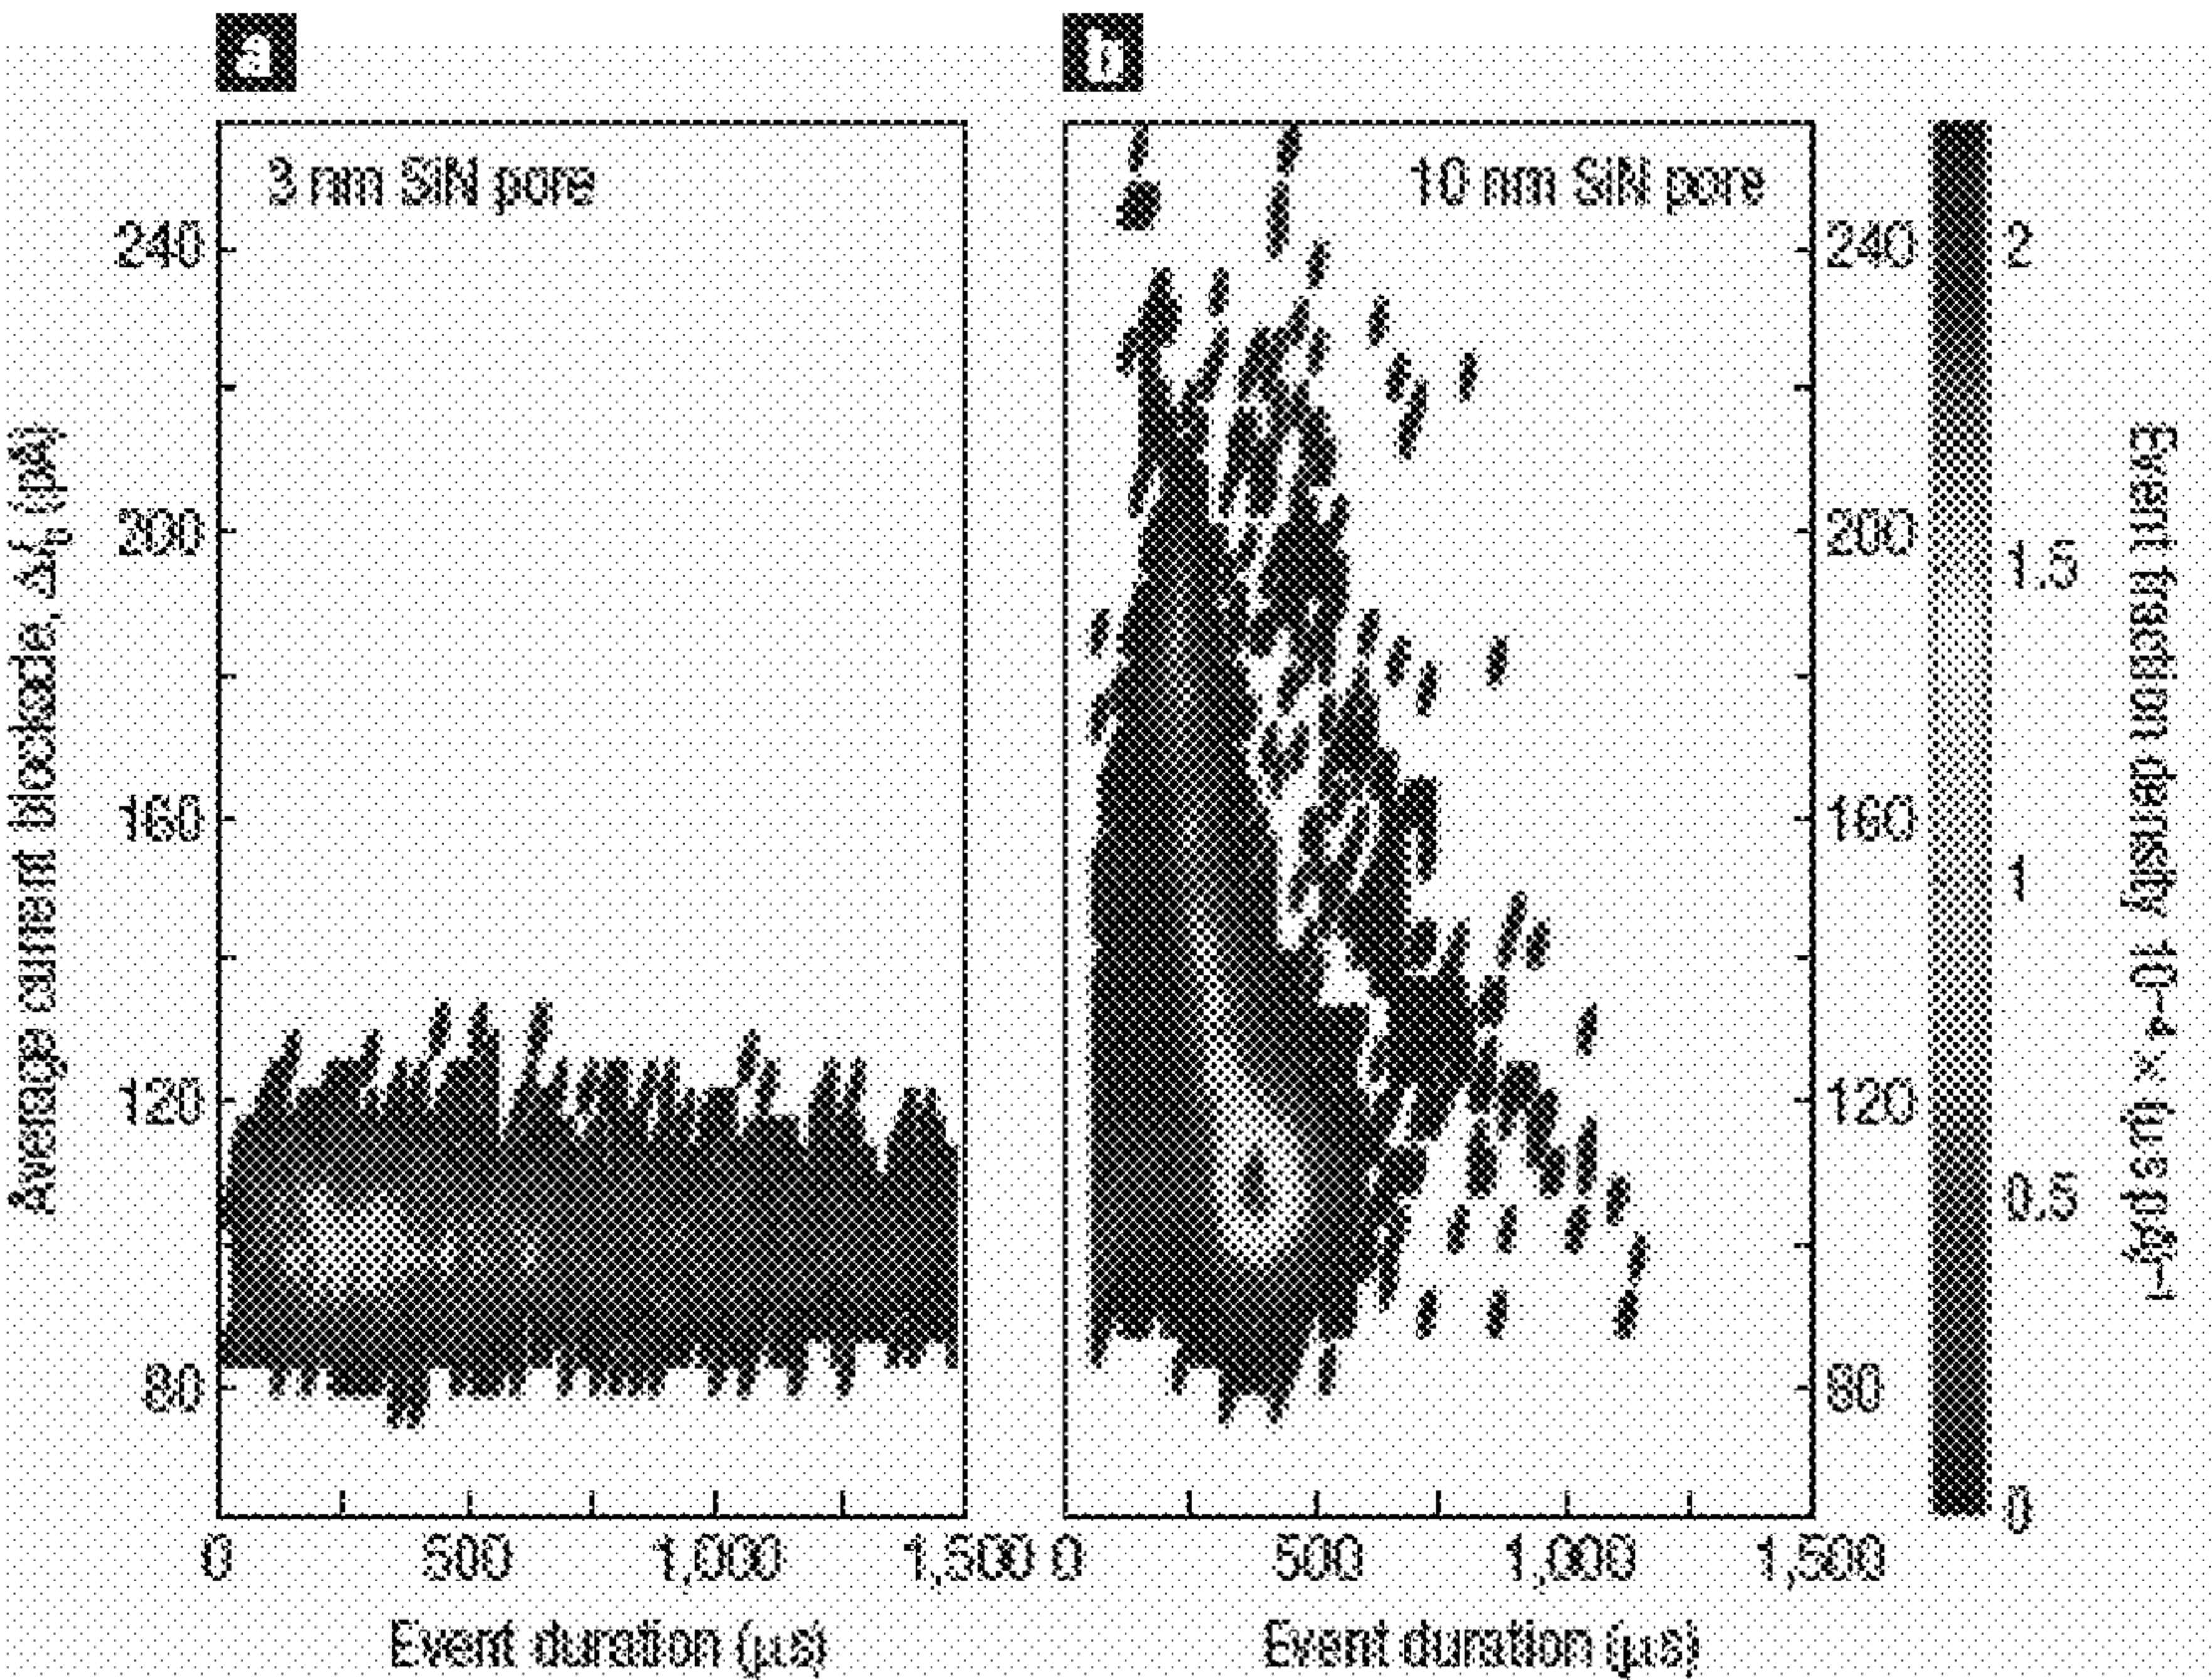 a
3 nm SiN pore
240
200
160
120
80
Average current blockade, ΔI_b (pA)
0 500 1,000 1,500
Event duration (μs)
b
10 nm SiN pore
240
200
160
120
80
0 500 1,000 1,500
Event duration (μs)
2
1.5
1
0.5
0
Event fraction density 10⁻⁴ × (μs pA)⁻¹